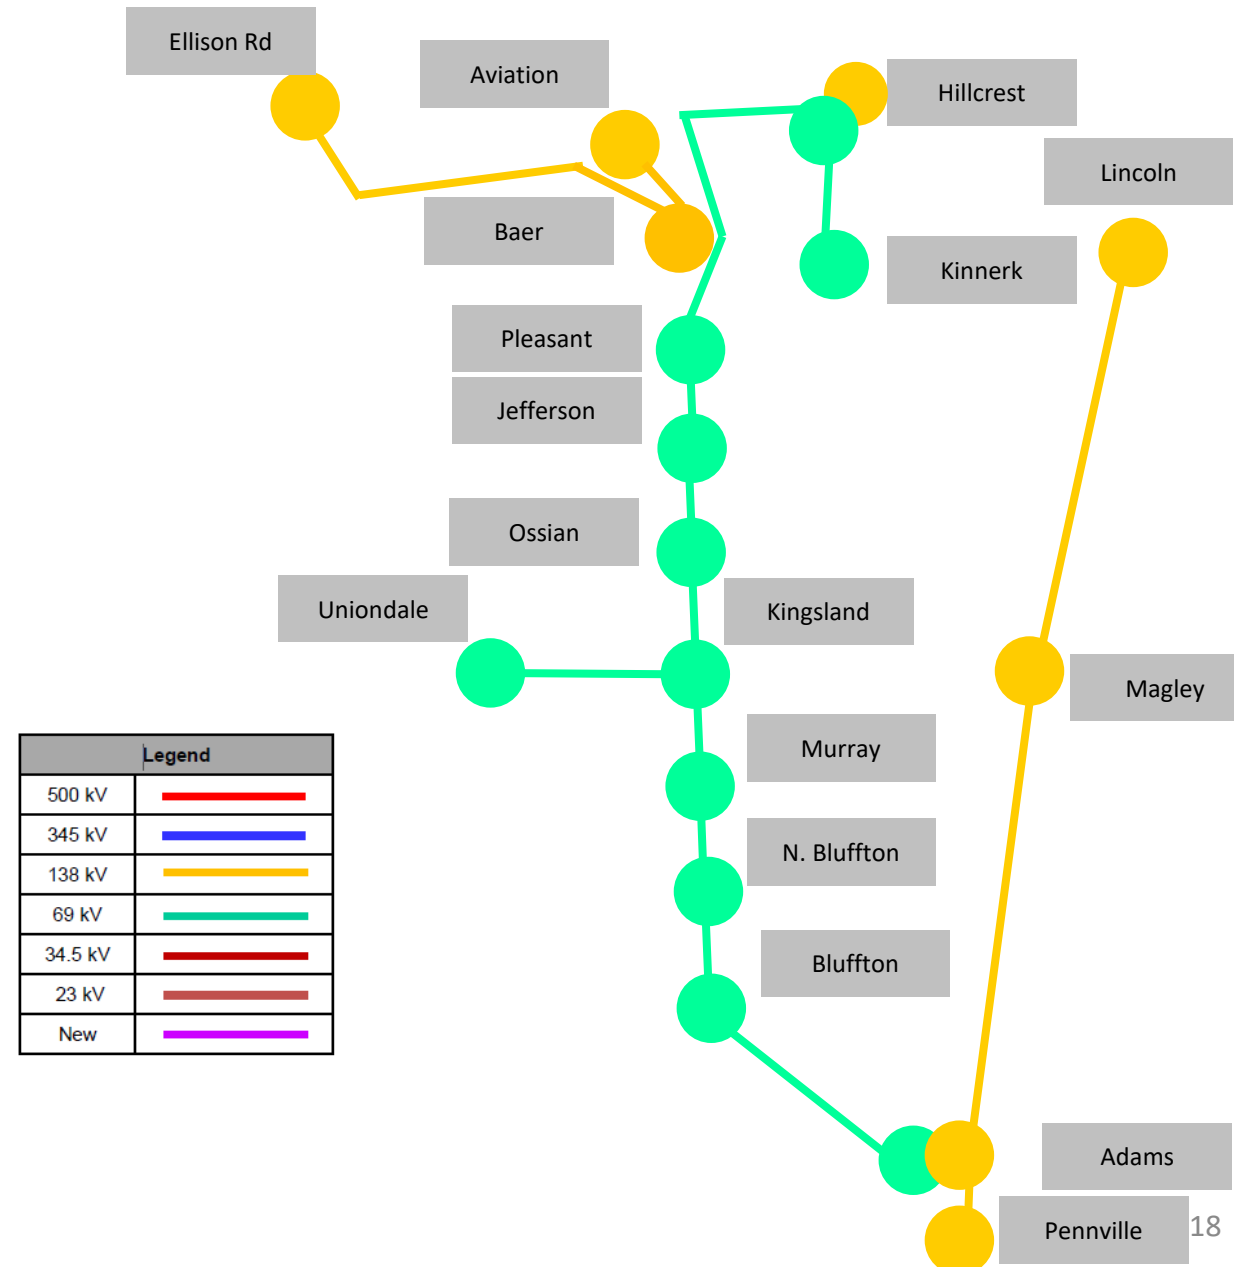 Ellison Rd
Aviation
Hillcrest
Lincoln
Baer
Kinnerk
Pleasant
Jefferson
Ossian
Uniondale
Kingsland
Magley
Murray
N. Bluffton
Bluffton
Adams
Pennville
18
Legend
500 kV
345 kV
138 kV
69 kV
34.5 kV
23 kV
New